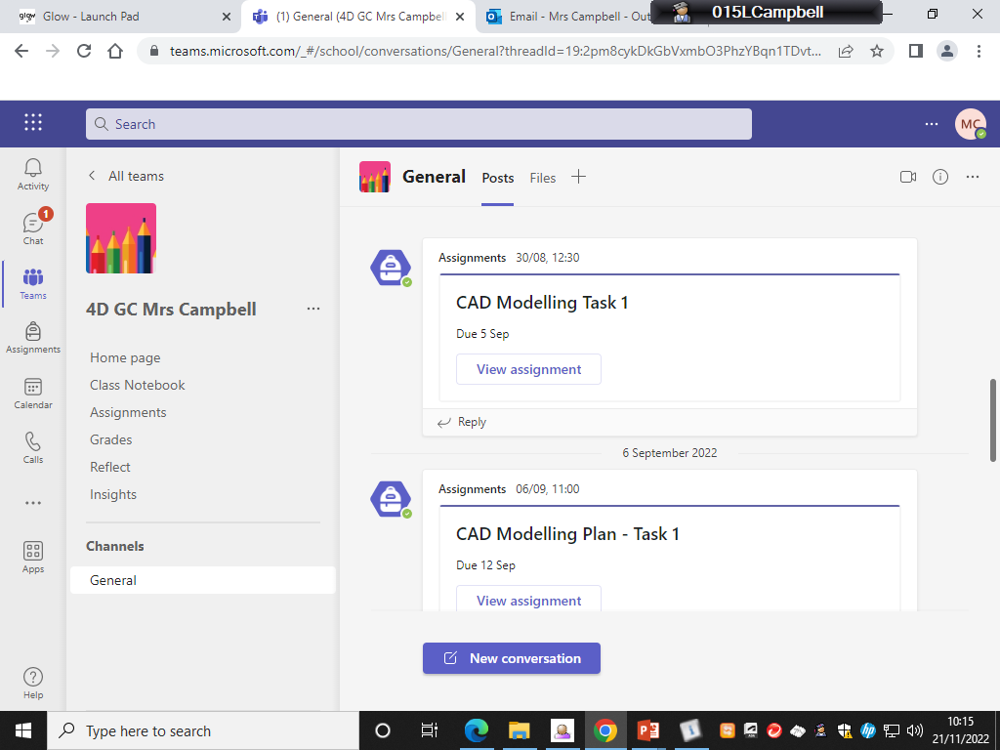 glow
Glow - Launch Pad
(1) General (4D GC Mrs Campbell
Email - Mrs Campbell - Out
015LCampbell
teams.microsoft.com/_#/school/conversations/General?threadId=19:2pm8cykDkGbVxmbO3PhzYBqn1TDvt...
Search
MC
Activity
1
Chat
Teams
Assignments
Calendar
Calls
Apps
Help
All teams
4D GC Mrs Campbell
Home page
Class Notebook
Assignments
Grades
Reflect
Insights
Channels
General
General
Posts
Files
Assignments 30/08, 12:30
CAD Modelling Task 1
Due 5 Sep
View assignment
Reply
6 September 2022
Assignments 06/09, 11:00
CAD Modelling Plan - Task 1
Due 12 Sep
View assignment
New conversation
Type here to search
10:15
21/11/2022